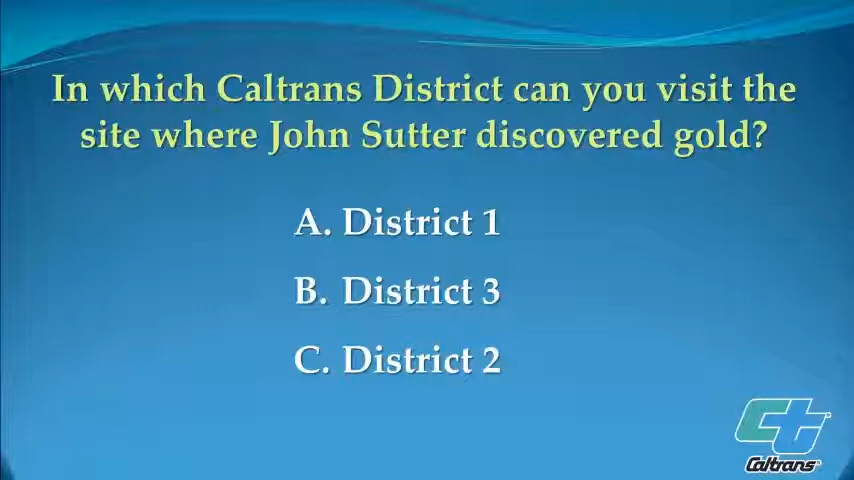 In which Caltrans District can you visit the
site where John Sutter discovered gold?
A. District 1
B. District 3
C. District 2
ct
Caltrans